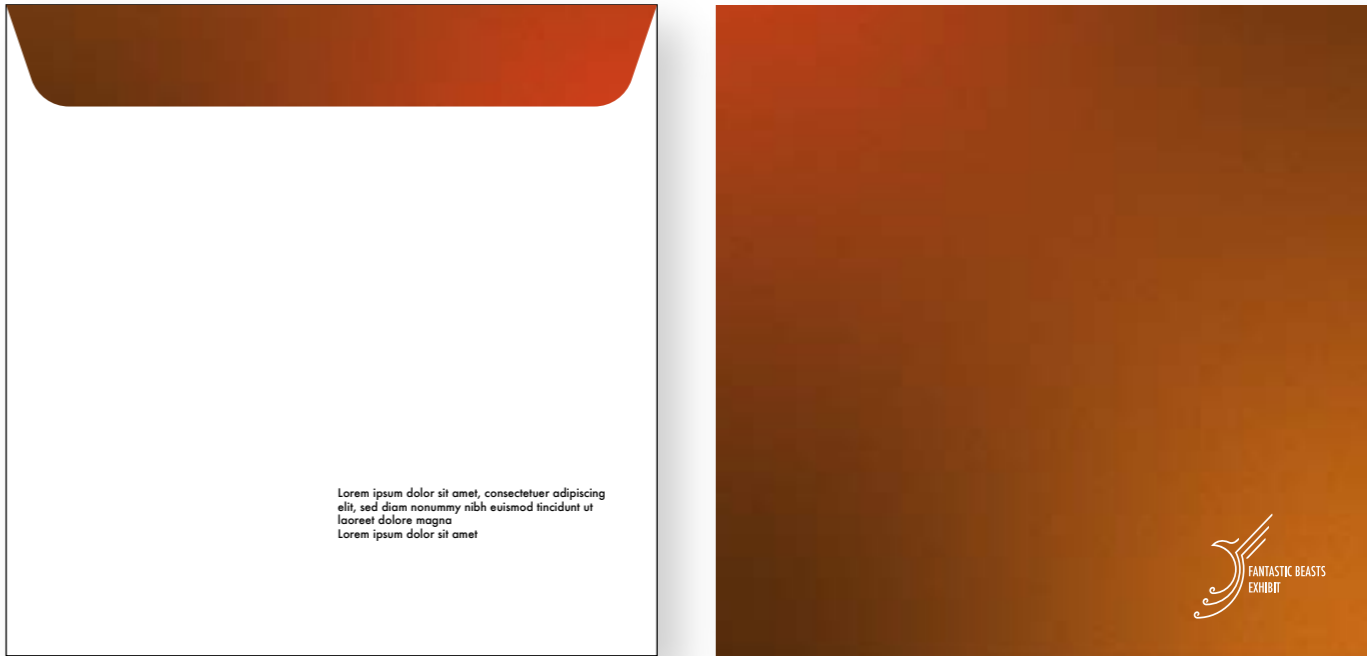 Lorem ipsum dolor sit amet, consectetuer adipiscing
elit, sed diam nonummy nibh euismod tincidunt ut
laoreet dolore magna
Lorem ipsum dolor sit amet
FANTASTIC BEASTS
EXHIBIT